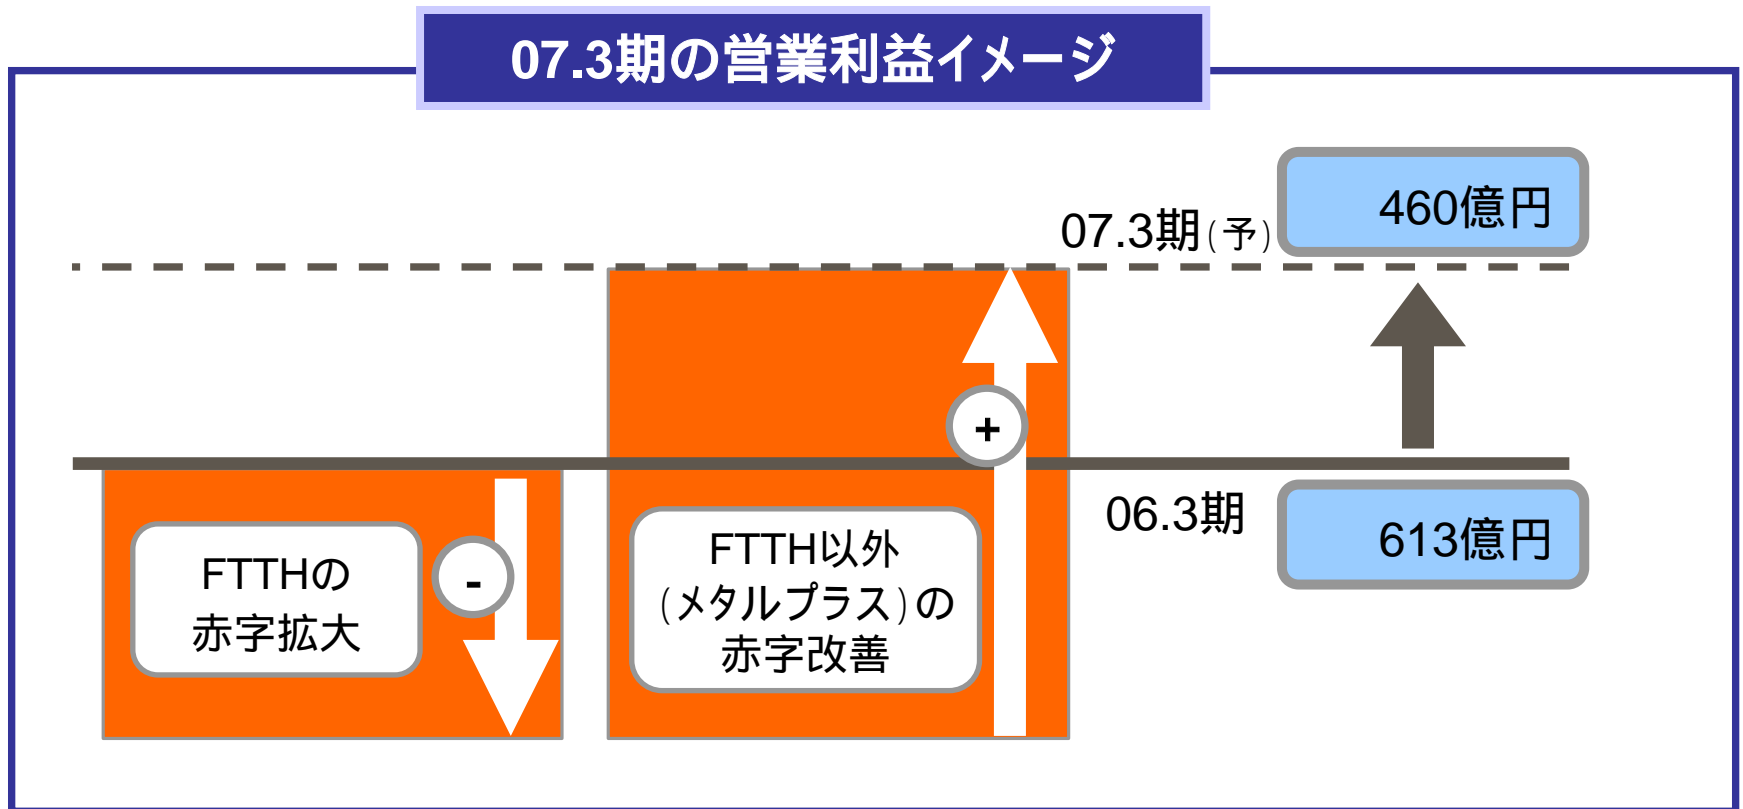 07.3期の営業利益イメージ
07.3期(予)
460億円
+
06.3期
613億円
FTTHの
赤字拡大
-
FTTH以外
(メタルプラス)の
赤字改善